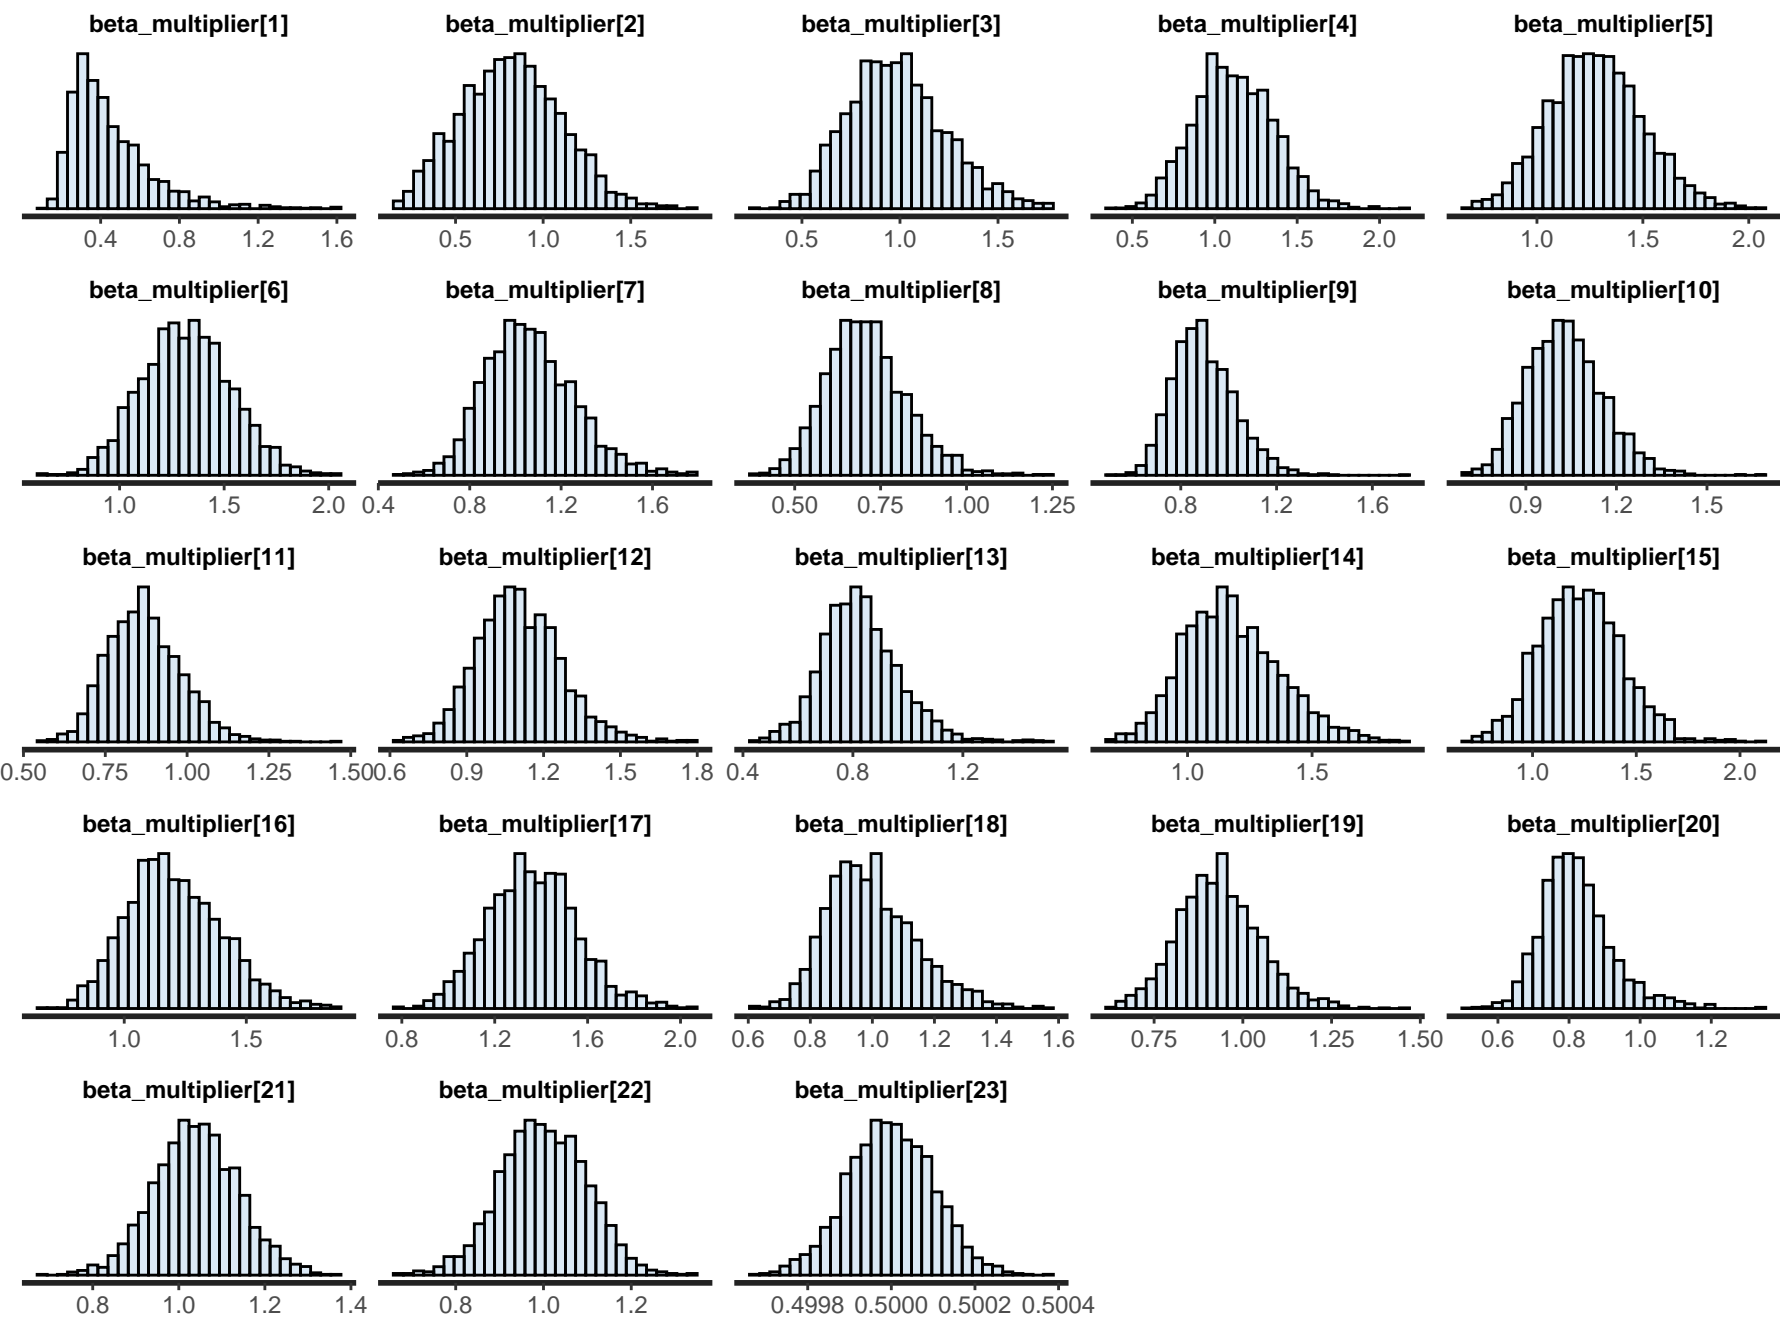 beta_multiplier[1] beta_multiplier[2] beta_multiplier[3] beta_multiplier[4] beta_multiplier[5]
0.4 0.8 1.2 1.6 0.5 1.0 1.5 0.5 1.0 1.5 0.5 1.0 1.5 2.0 1.0 1.5 2.0
beta_multiplier[6] beta_multiplier[7] beta_multiplier[8] beta_multiplier[9] beta_multiplier[10]
1.0 1.5 2.0 0.4 0.8 1.2 1.6 0.50 0.75 1.00 1.25 0.8 1.2 1.6 0.9 1.2 1.5
beta_multiplier[11] beta_multiplier[12] beta_multiplier[13] beta_multiplier[14] beta_multiplier[15]
0.50 0.75 1.00 1.25 1.50 0.6 0.9 1.2 1.5 1.8 0.4 0.8 1.2 1.0 1.5 1.0 1.5 2.0
beta_multiplier[16] beta_multiplier[17] beta_multiplier[18] beta_multiplier[19] beta_multiplier[20]
1.0 1.5 0.8 1.2 1.6 2.0 0.6 0.8 1.0 1.2 1.4 1.6 0.75 1.00 1.25 1.50 0.6 0.8 1.0 1.2
beta_multiplier[21] beta_multiplier[22] beta_multiplier[23]
0.8 1.0 1.2 1.4 0.8 1.0 1.2 0.4998 0.5000 0.5002 0.5004